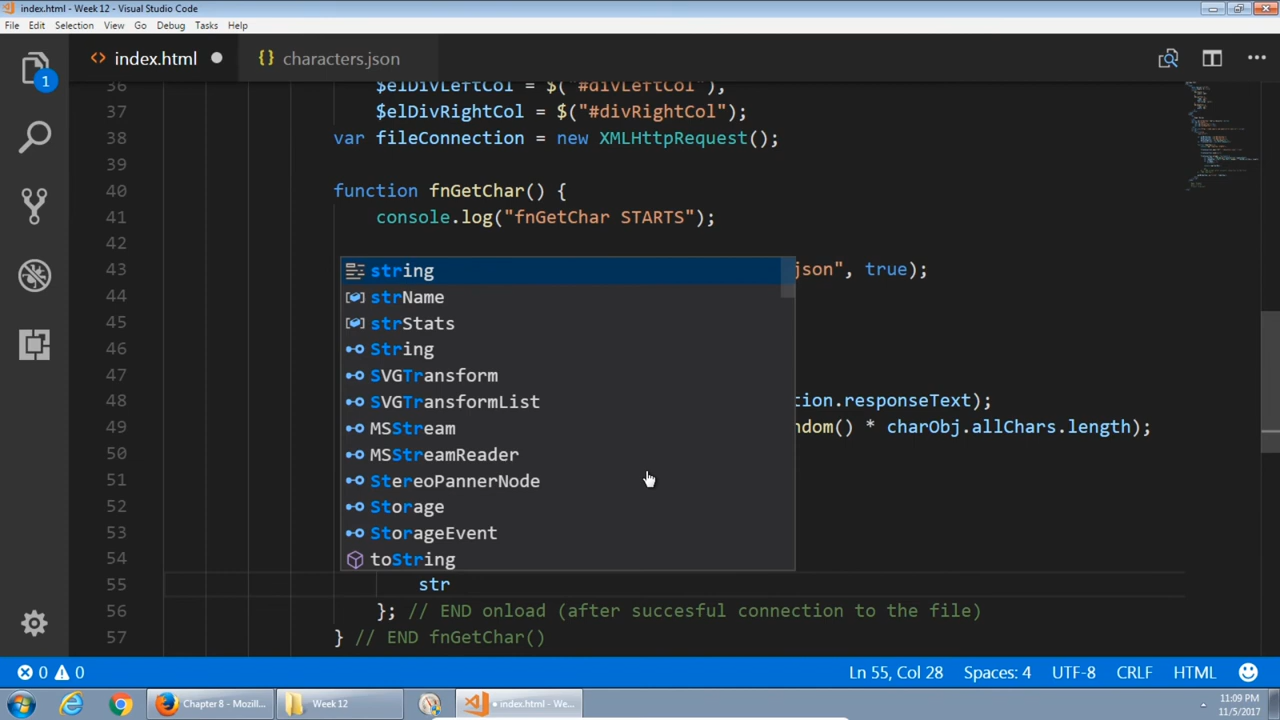 index.html - Week 12 - Visual Studio Code
File Edit Selection View Go Debug Tasks Help
index.html
{} characters.json
1
36 $elDivLeftCol = $("#divLeftCol"),
37 $elDivRightCol = $("#divRightCol");
38 var fileConnection = new XMLHttpRequest();
39
40 function fnGetChar() {
41 console.log("fnGetChar STARTS");
42
43 json", true);
44
45
46
47
48 tion.responseText);
49 ndom() * charObj.allChars.length);
50
51
52
53
54
string
strName
strStats
String
SVGTransform
SVGTransformList
MSStream
MSStreamReader
StereoPannerNode
Storage
StorageEvent
toString
55 str
56 }; // END onload (after succesful connection to the file)
57 } // END fnGetChar()
0 0 Ln 55, Col 28 Spaces: 4 UTF-8 CRLF HTML
Chapter 8 - Mozill... Week 12 • index.html - We... 11:09 PM
11/5/2017